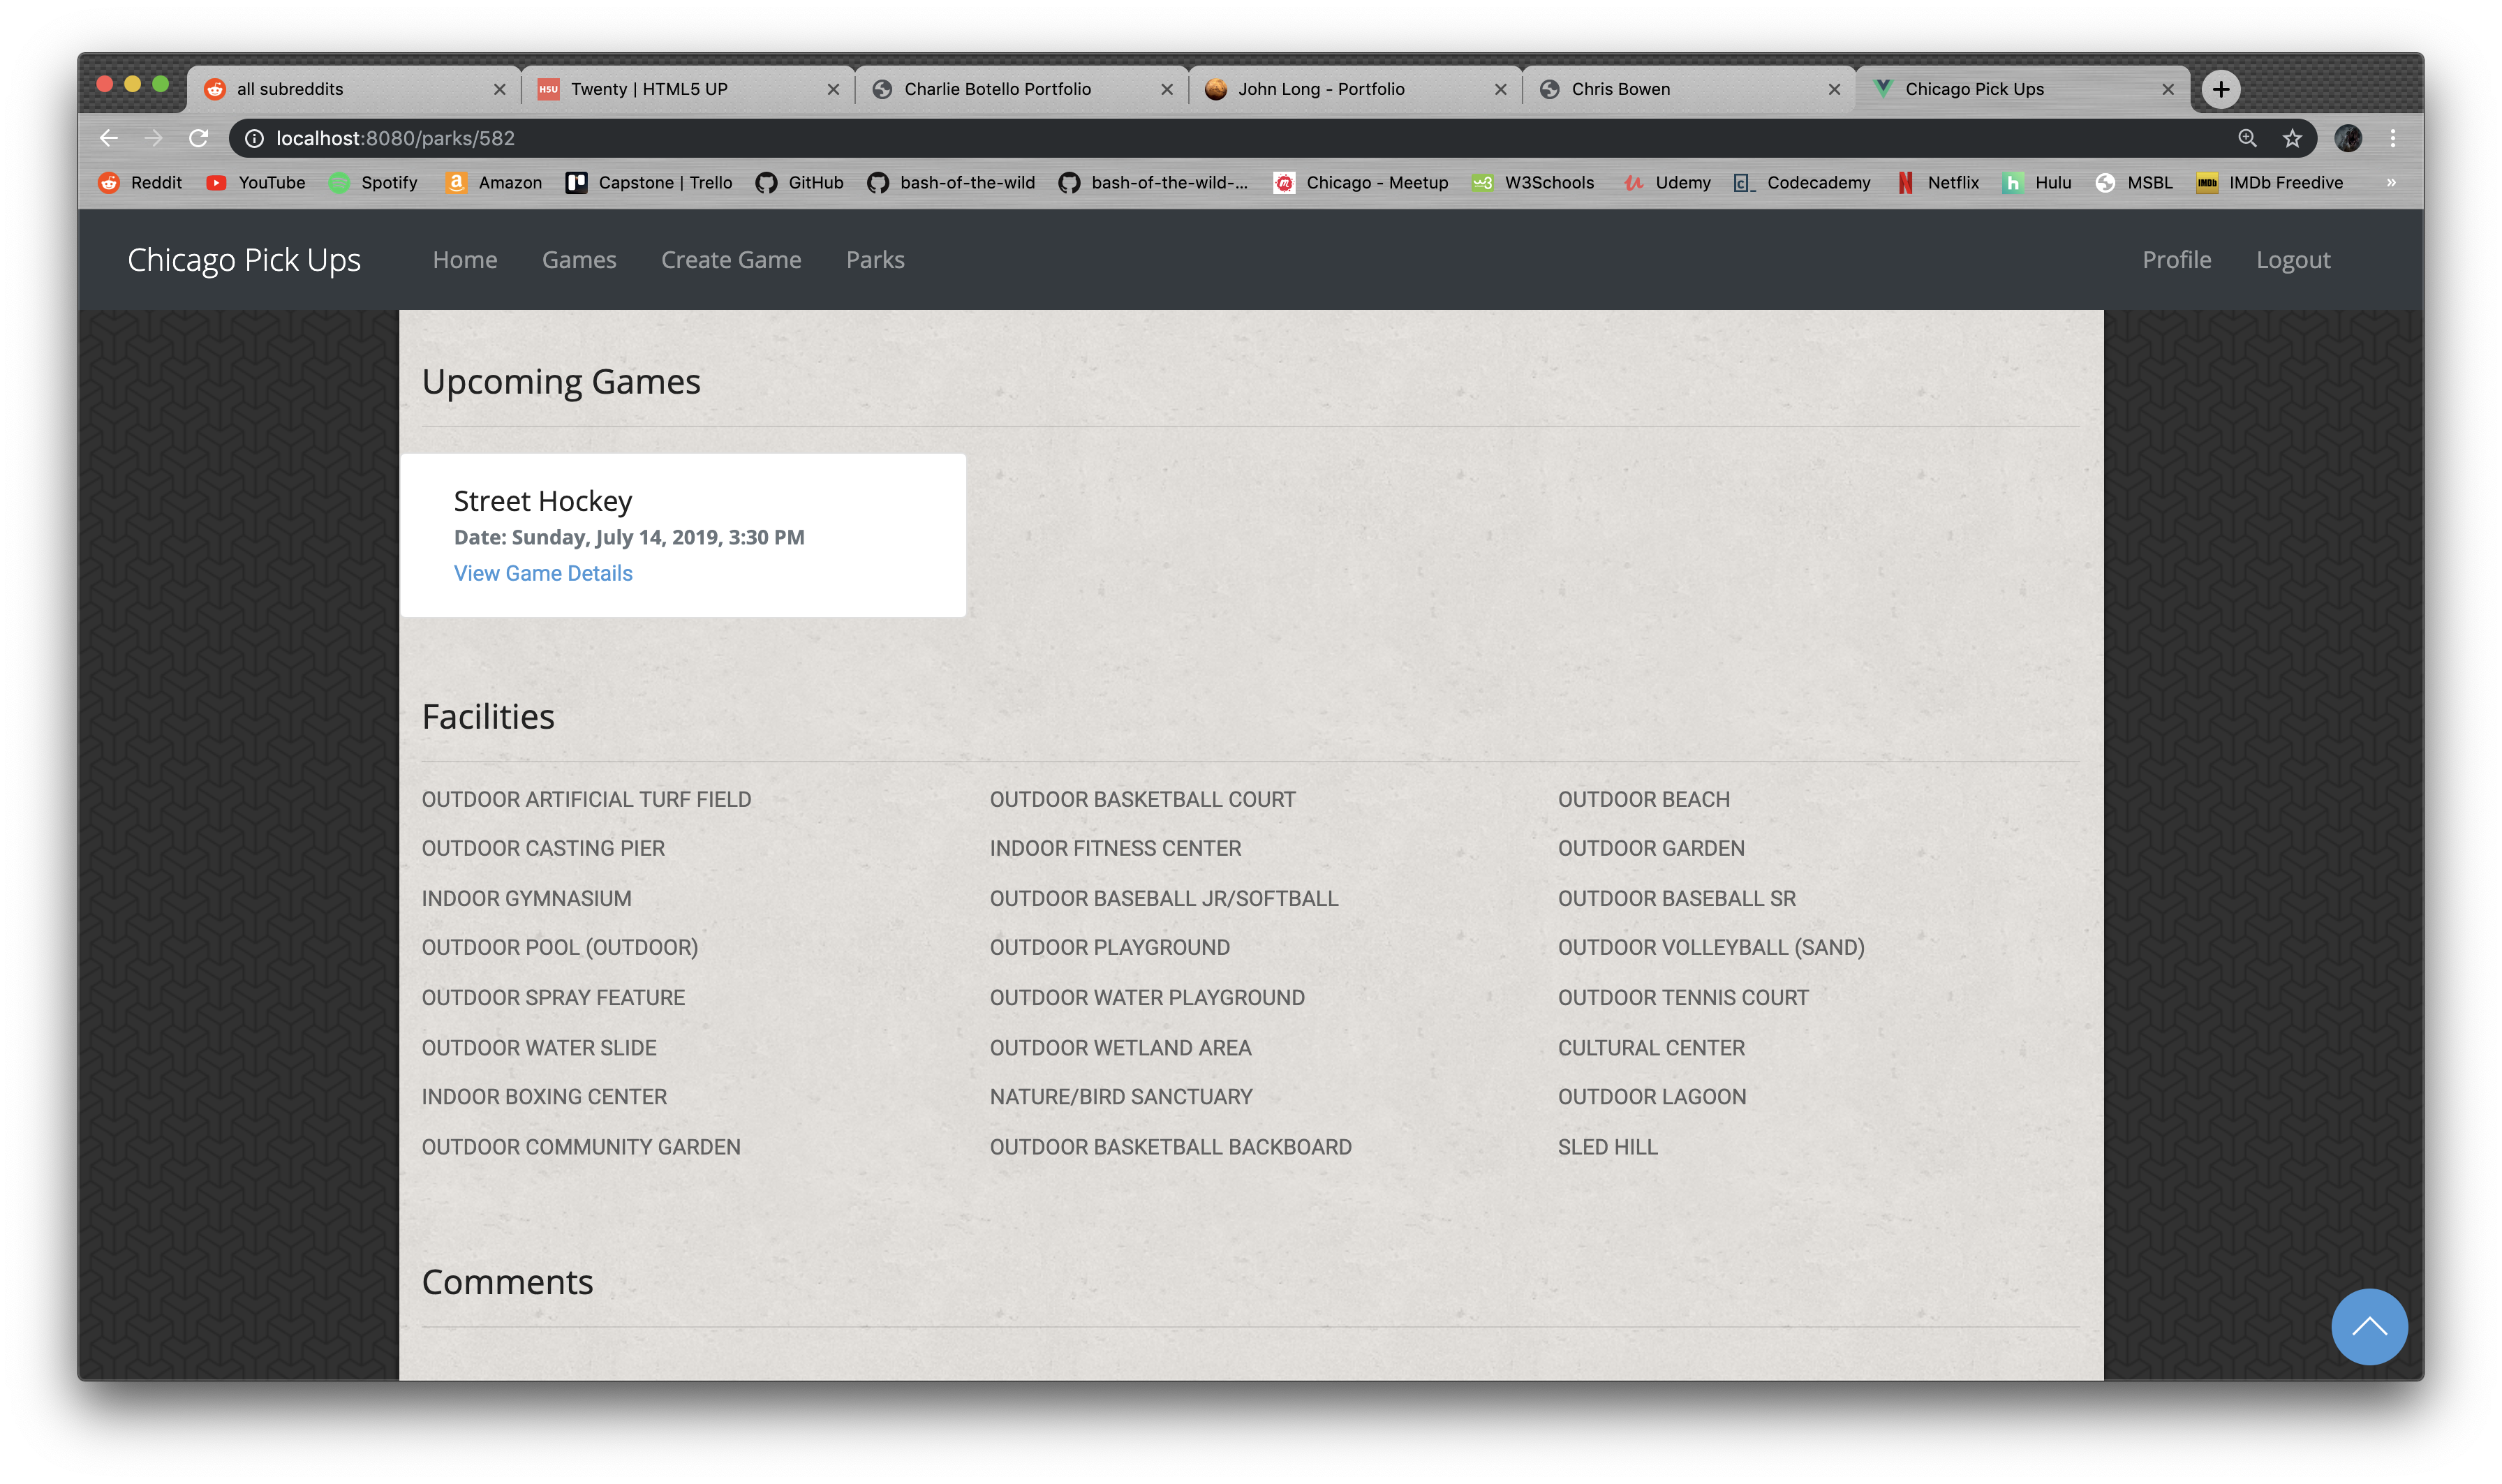 all subreddits
HSU Twenty | HTML5 UP
Charlie Botello Portfolio
John Long - Portfolio
Chris Bowen
Chicago Pick Ups
localhost:8080/parks/582
Reddit YouTube Spotify Amazon Capstone | Trello GitHub bash-of-the-wild bash-of-the-wild-... Chicago - Meetup W3Schools Udemy Codecademy Netflix Hulu MSBL IMDb IMDb Freedive »
Chicago Pick Ups Home Games Create Game Parks Profile Logout
Upcoming Games
Street Hockey
Date: Sunday, July 14, 2019, 3:30 PM
View Game Details
Facilities
OUTDOOR ARTIFICIAL TURF FIELD OUTDOOR BASKETBALL COURT OUTDOOR BEACH
OUTDOOR CASTING PIER INDOOR FITNESS CENTER OUTDOOR GARDEN
INDOOR GYMNASIUM OUTDOOR BASEBALL JR/SOFTBALL OUTDOOR BASEBALL SR
OUTDOOR POOL (OUTDOOR) OUTDOOR PLAYGROUND OUTDOOR VOLLEYBALL (SAND)
OUTDOOR SPRAY FEATURE OUTDOOR WATER PLAYGROUND OUTDOOR TENNIS COURT
OUTDOOR WATER SLIDE OUTDOOR WETLAND AREA CULTURAL CENTER
INDOOR BOXING CENTER NATURE/BIRD SANCTUARY OUTDOOR LAGOON
OUTDOOR COMMUNITY GARDEN OUTDOOR BASKETBALL BACKBOARD SLED HILL
Comments